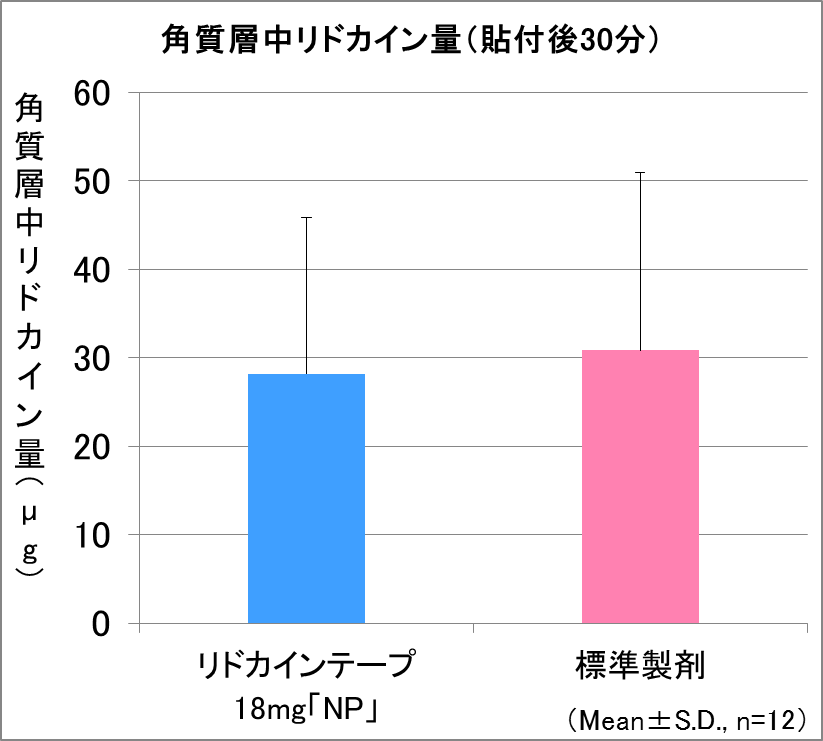 角質層中リドカイン量（貼付後30分）
角質層中リドカイン量（μg）
60
50
40
30
20
10
0
リドカインテープ
18mg「NP」
標準製剤
（Mean±S.D., n=12）